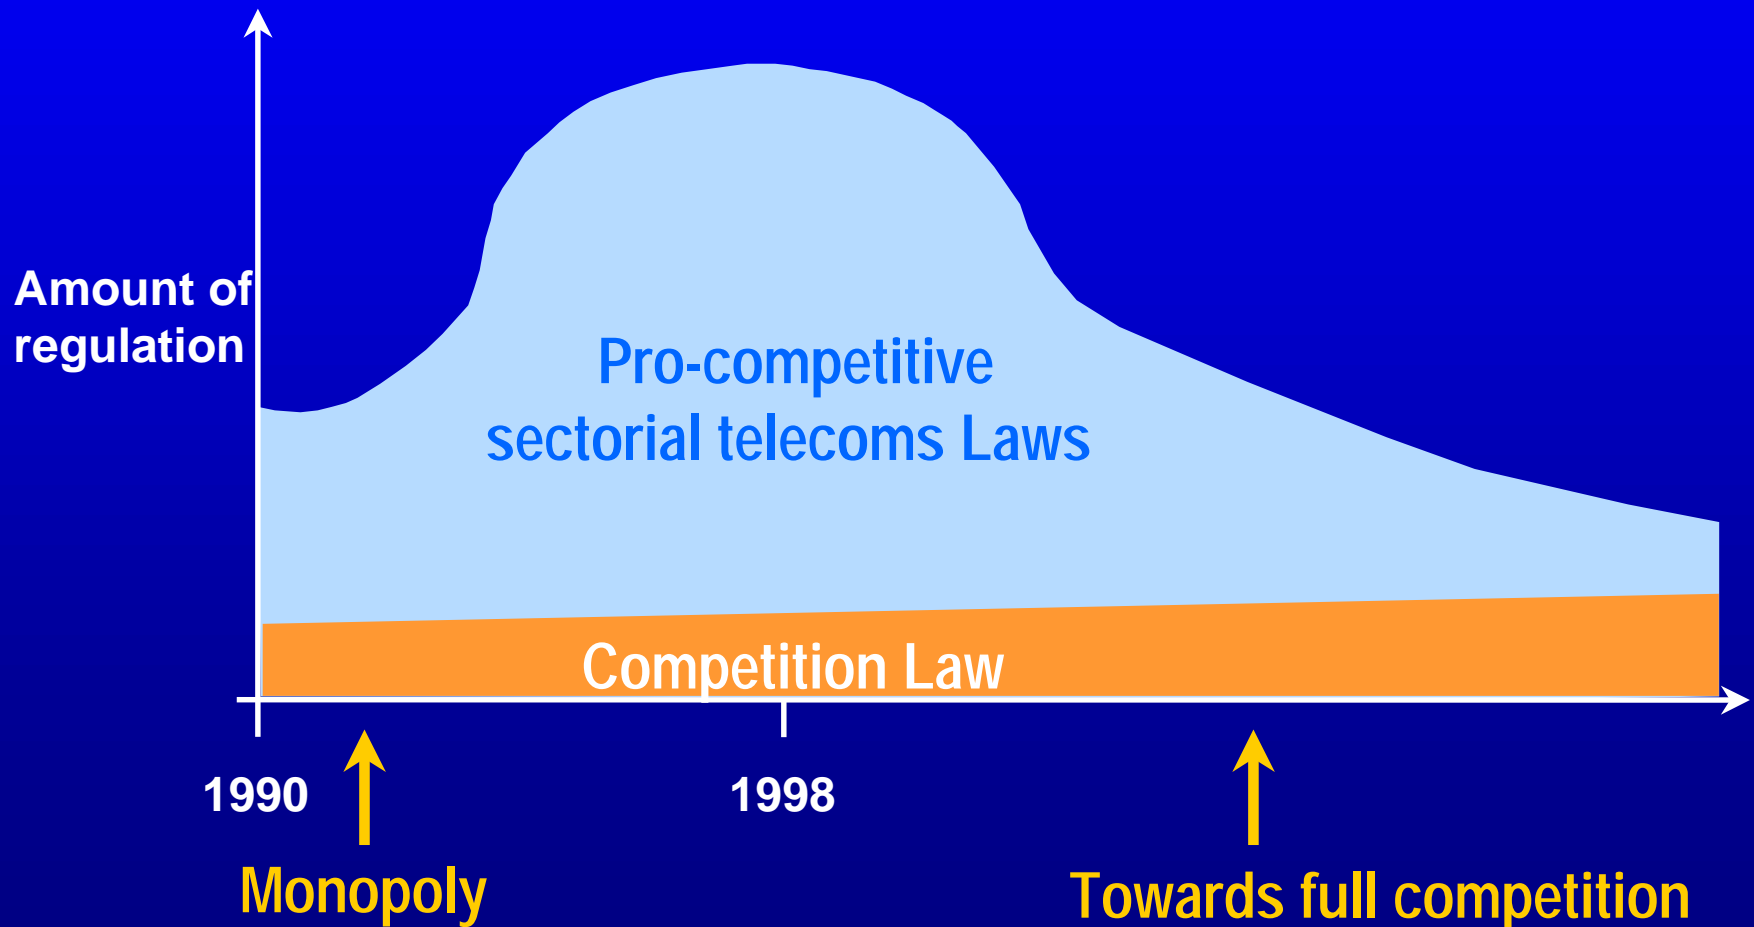 Amount of
regulation
Pro-competitive
sectorial telecoms Laws
Competition Law
1990
1998
Monopoly
Towards full competition